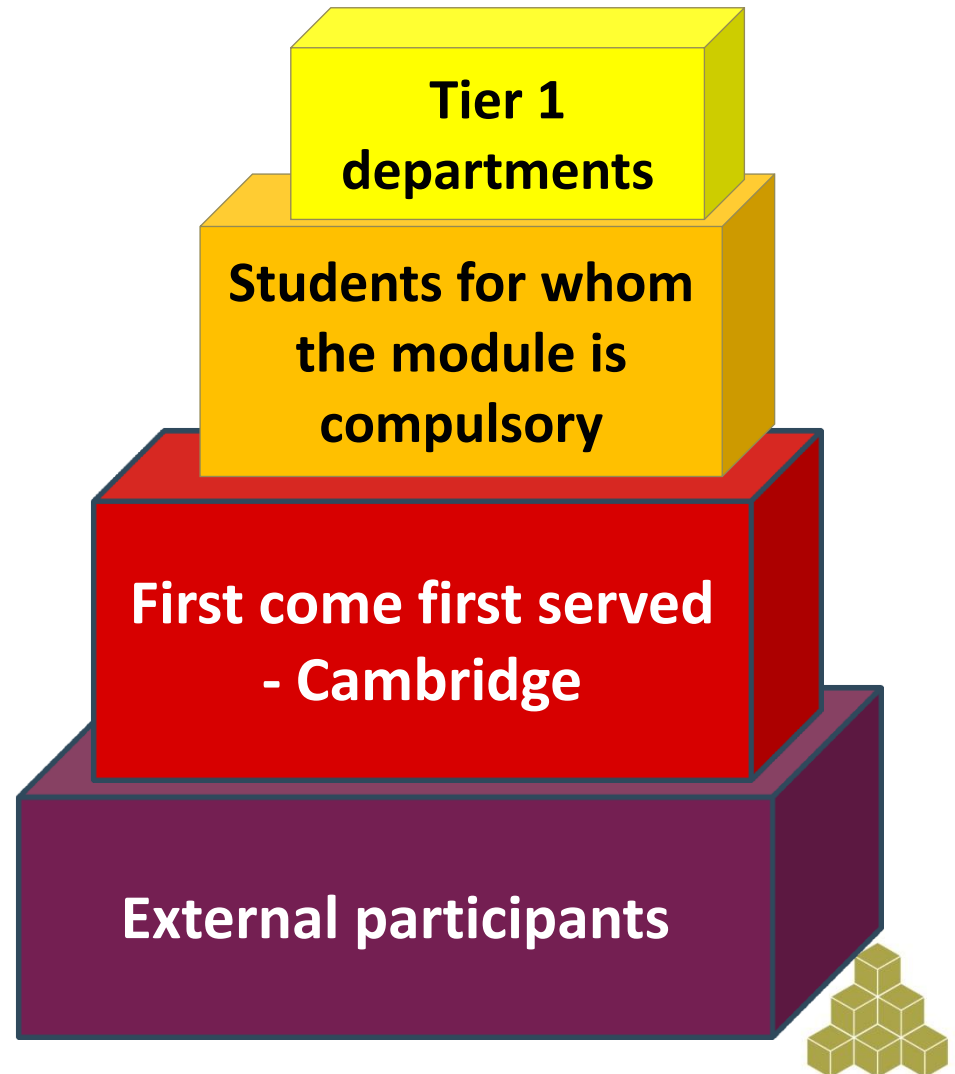 Tier 1
departments
Students for whom
the module is
compulsory
First come first served
- Cambridge
External participants